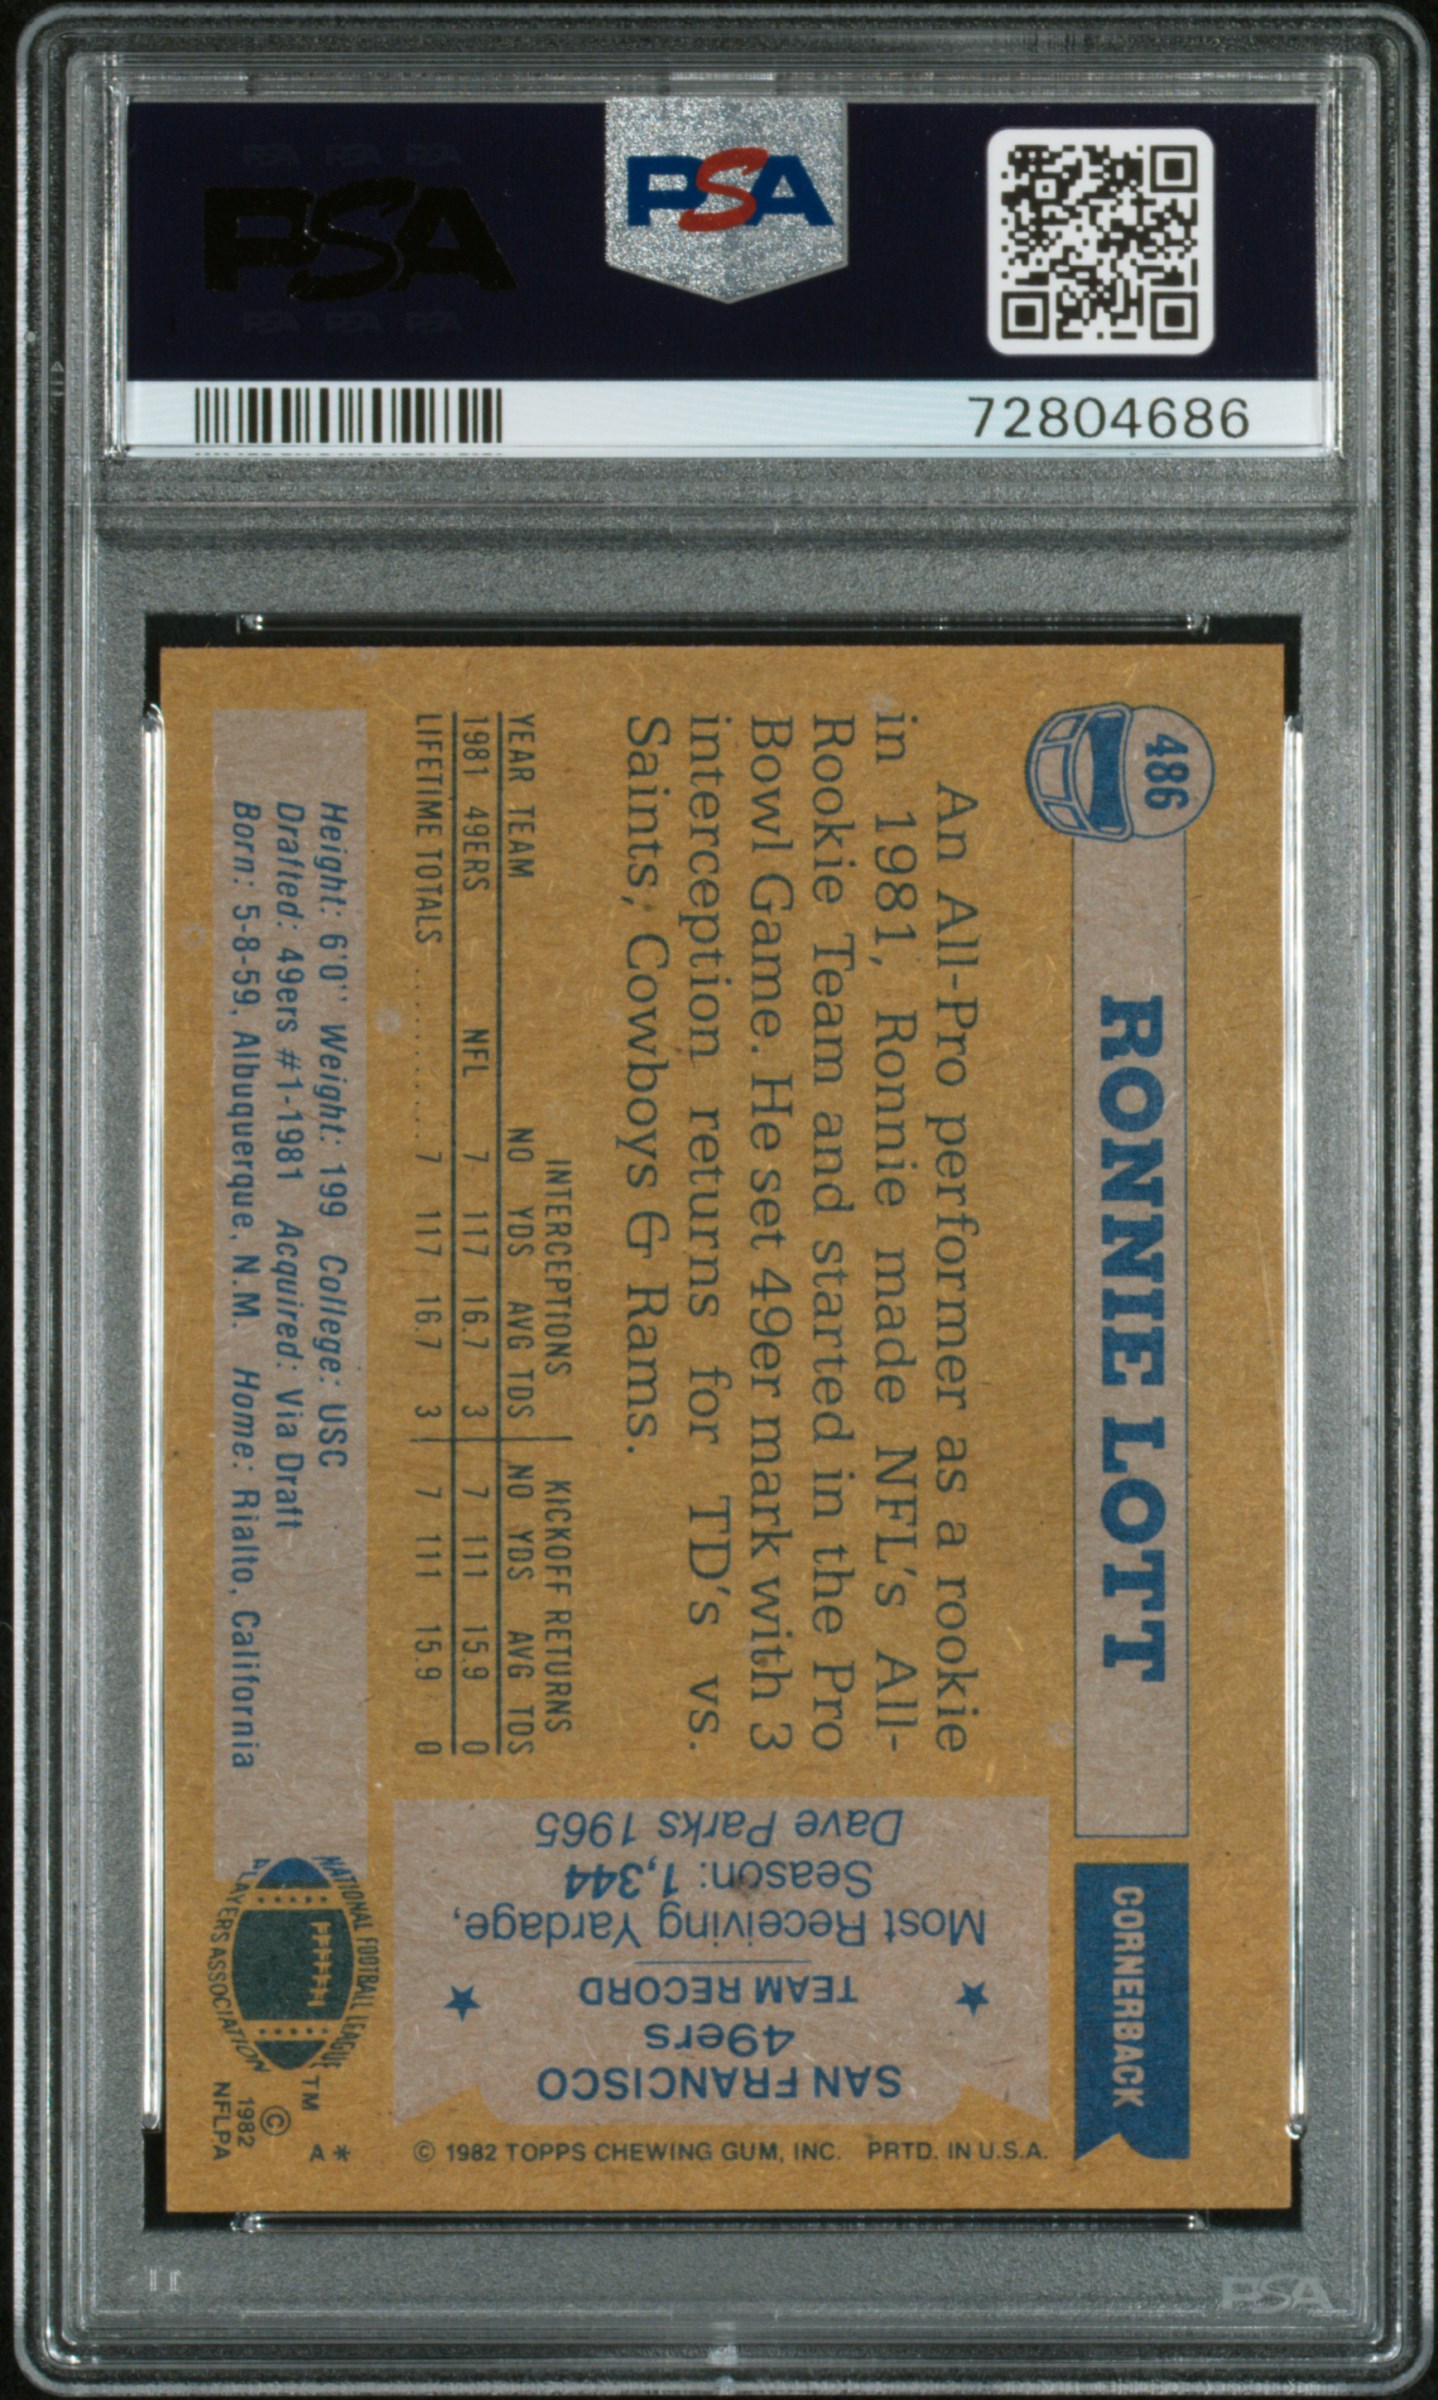 PSA
PSA
PSA PSA PSA
PSA PSA PSA
72804686
486
RONNIE LOTT
CORNERBACK
An All-Pro performer as a rookie
in 1981, Ronnie made NFL's All-
Rookie Team and started in the Pro
Bowl Game. He set 49er mark with 3
interception returns for TD's vs.
Saints, Cowboys & Rams.
INTERCEPTIONS KICKOFF RETURNS
YEAR TEAM NO YDS AVG TDS NO YDS AVG TDS
1981 49ERS NFL 7 117 16.7 3 7 111 15.9 0
LIFETIME TOTALS .......... 7 117 16.7 3 7 111 15.9 0
Height: 6'0'' Weight: 199 College: USC
Drafted: 49ers #1-1981 Acquired: Via Draft
Born: 5-8-59, Albuquerque, N.M. Home: Rialto, California
SAN FRANCISCO
49ers
★ TEAM RECORD ★
Most Receiving Yardage,
Season: 1,344
Dave Parks 1965
NATIONAL FOOTBALL LEAGUE
PLAYERS ASSOCIATION
TM
© 1982
NFLPA
A*
© 1982 TOPPS CHEWING GUM, INC. PRTD. IN U.S.A.
PSA